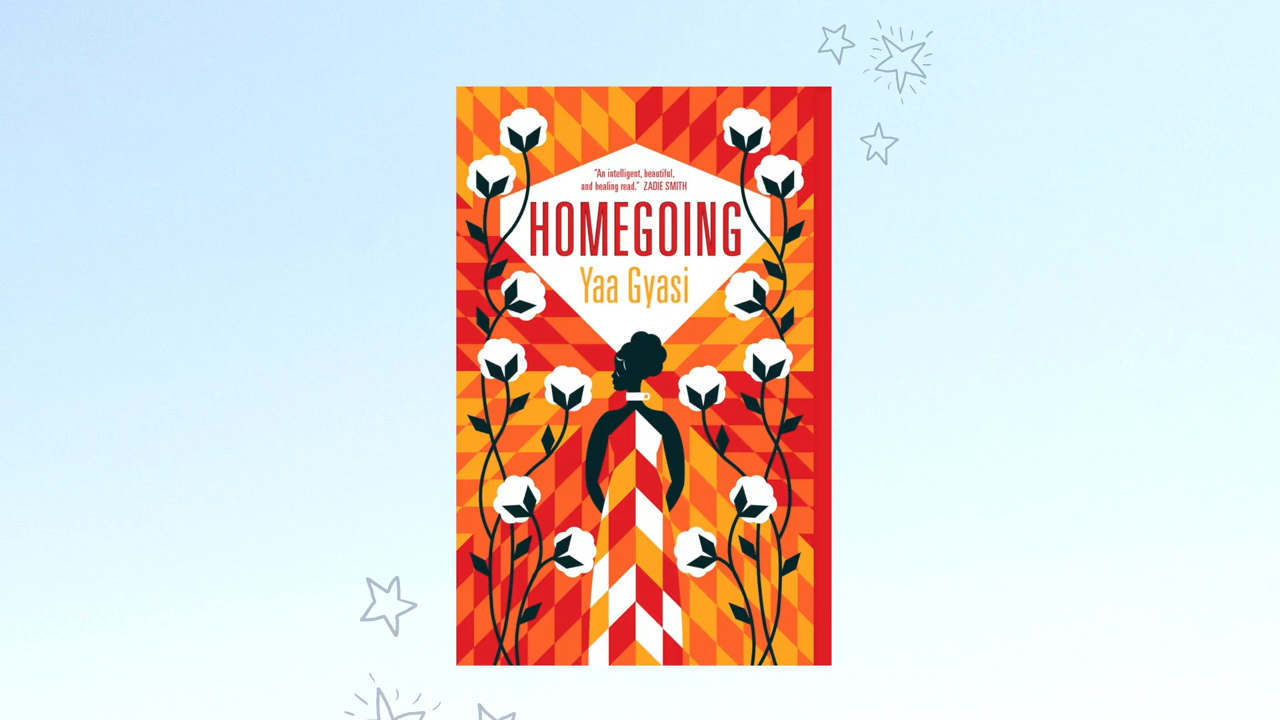 "An intelligent, beautiful,
and healing read." ZADIE SMITH
HOMEGOING
Yaa Gyasi